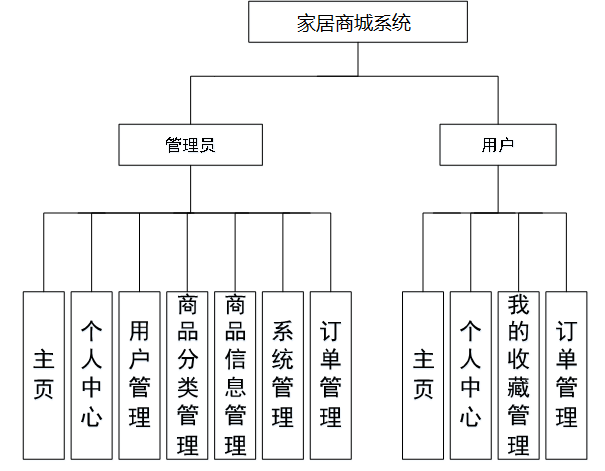 家居商城系统
管理员
用户
主页
个人中心
用户管理
商品分类管理
商品信息管理
系统管理
订单管理
主页
个人中心
我的收藏管理
订单管理